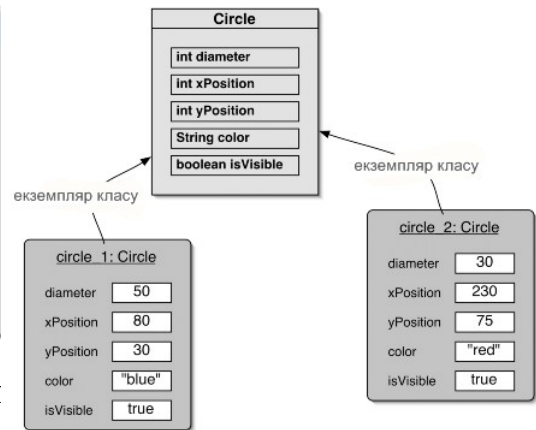 Circle
int diameter
int xPosition
int yPosition
String color
boolean isVisible
екземпляр класу
екземпляр класу
circle_1: Circle
diameter 50
xPosition 80
yPosition 30
color "blue"
isVisible true
circle_2: Circle
diameter 30
xPosition 230
yPosition 75
color "red"
isVisible true